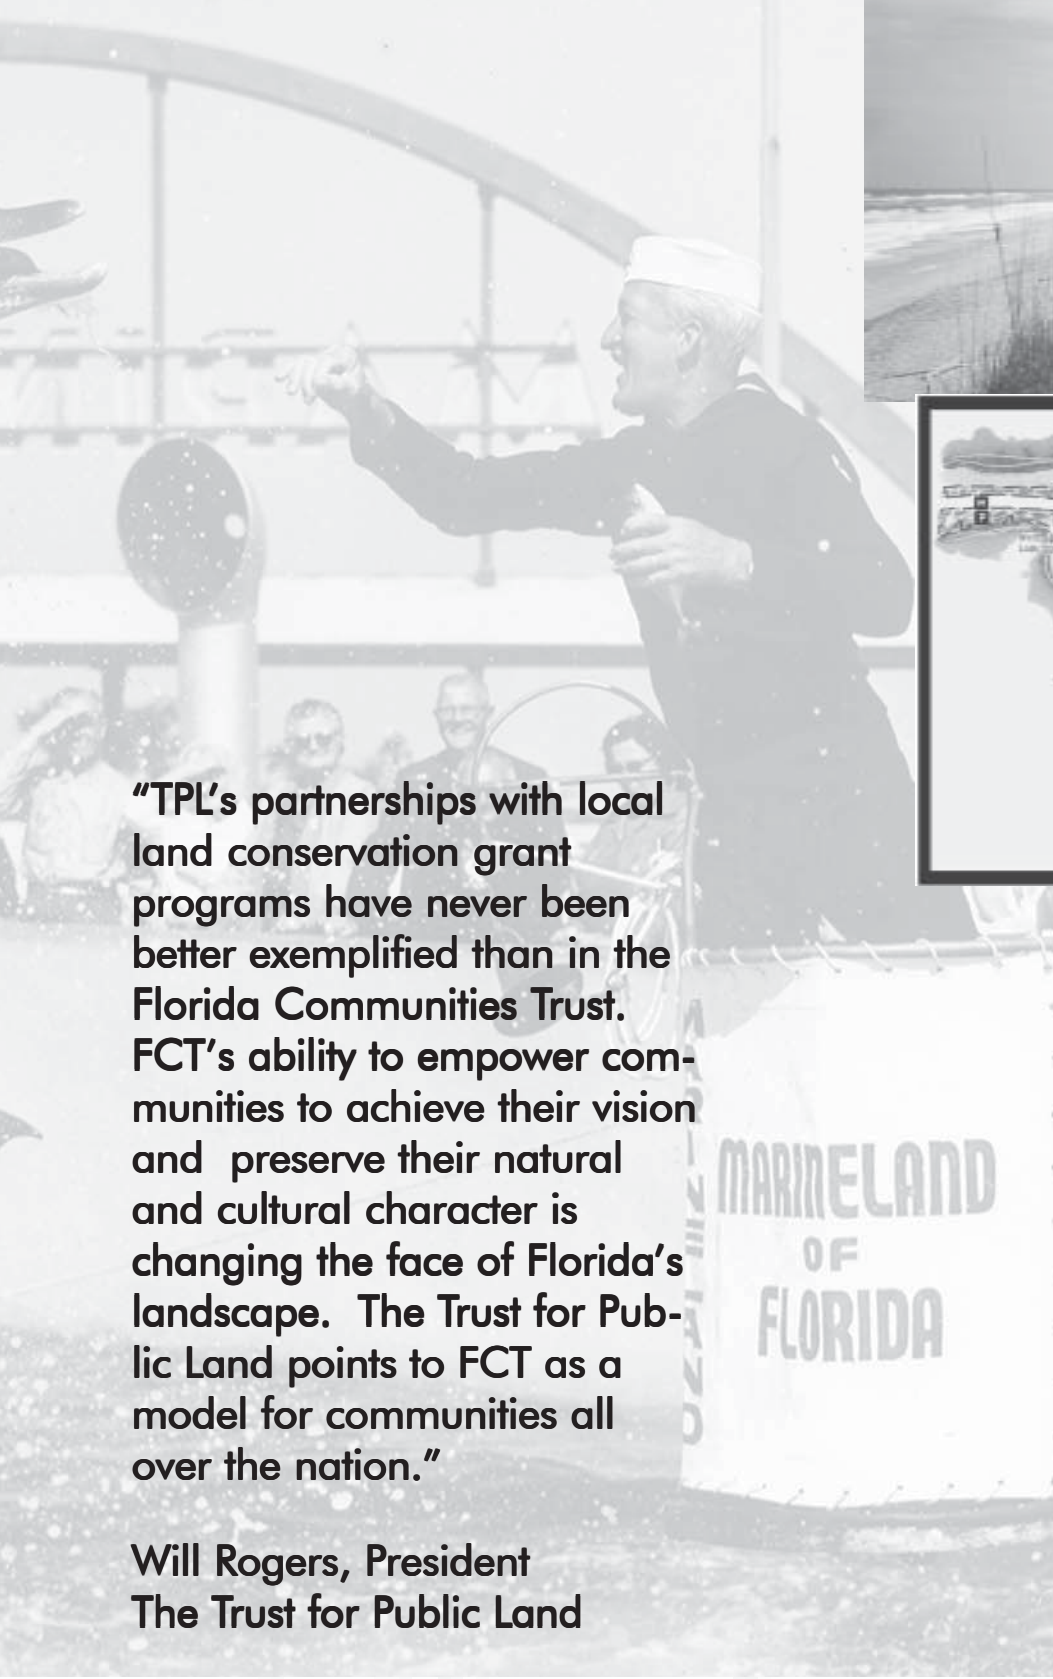 “TPL’s partnerships with local
land conservation grant
programs have never been
better exemplified than in the
Florida Communities Trust.
FCT’s ability to empower com-
munities to achieve their vision
and  preserve their natural
and cultural character is
changing the face of Florida’s
landscape.  The Trust for Pub-
lic Land points to FCT as a
model for communities all
over the nation.”
Will Rogers, President
The Trust for Public Land
MARINELAND
OF
FLORIDA